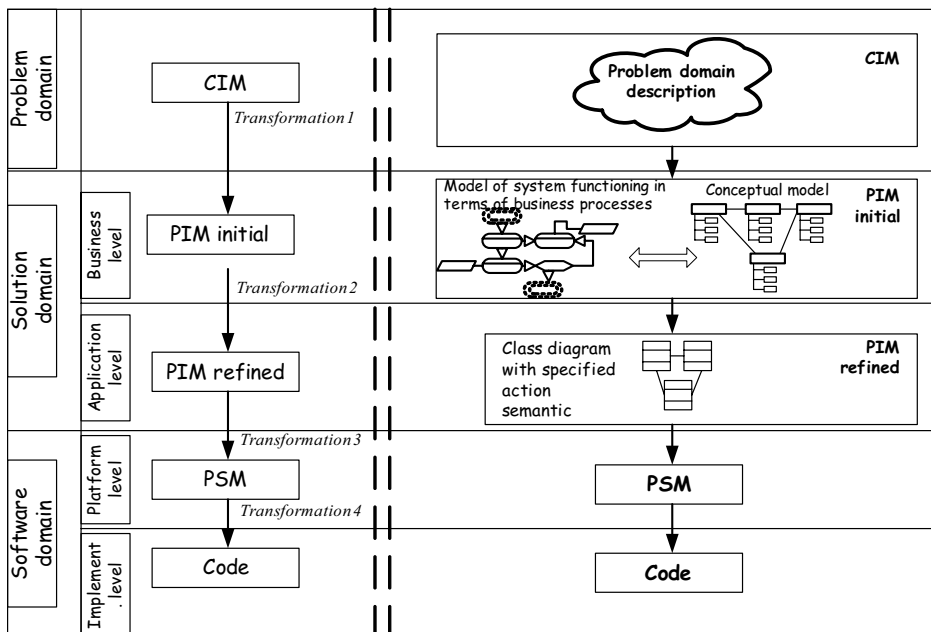 Problem
domain
CIM
Transformation 1
CIM
Problem domain
description
Solution
domain
Business
level
PIM initial
Transformation 2
Model of system functioning in
terms of business processes
Conceptual model
PIM
initial
Application
level
PIM refined
Transformation 3
Class diagram
with specified
action
semantic
PIM
refined
Software
domain
Platform
level
PSM
Transformation 4
PSM
Implement
. level
Code
Code